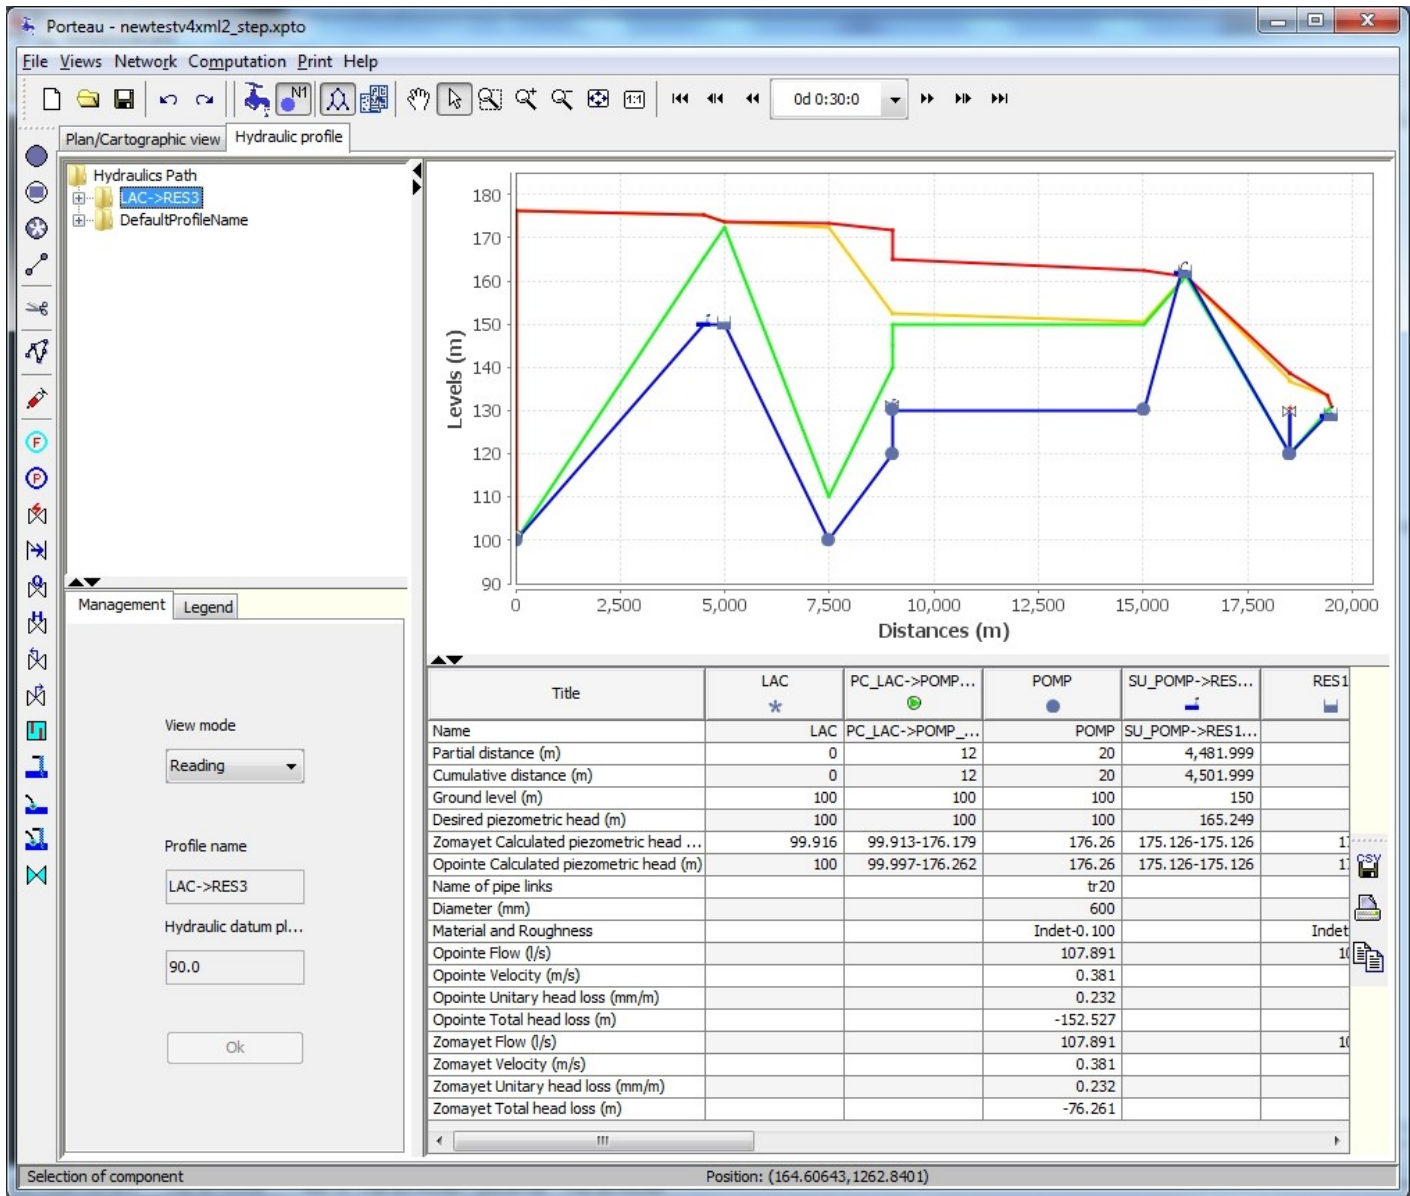 Porteau - newtestv4xml2_step.xpto
File Views Network Computation Print Help
N1 1:1 0d 0:30:0
Plan/Cartographic view Hydraulic profile
Hydraulics Path
LAC->RES3
DefaultProfileName
F
P
Q
H
Management Legend
View mode
Reading
Profile name
LAC->RES3
Hydraulic datum pl...
90.0
Ok
Levels (m)
180
170
160
150
140
130
120
110
100
90
0 2,500 5,000 7,500 10,000 12,500 15,000 17,500 20,000
Distances (m)
Title LAC PC_LAC->POMP... POMP SU_POMP->RES... RES1
Name LAC PC_LAC->POMP_... POMP SU_POMP->RES1...
Partial distance (m) 0 12 20 4,481.999
Cumulative distance (m) 0 12 20 4,501.999
Ground level (m) 100 100 100 150
Desired piezometric head (m) 100 100 100 165.249
Zomayet Calculated piezometric head ... 99.916 99.913-176.179 176.26 175.126-175.126
Opointe Calculated piezometric head (m) 100 99.997-176.262 176.26 175.126-175.126
Name of pipe links tr20
Diameter (mm) 600
Material and Roughness Indet-0.100 Indet
Opointe Flow (l/s) 107.891
Opointe Velocity (m/s) 0.381
Opointe Unitary head loss (mm/m) 0.232
Opointe Total head loss (m) -152.527
Zomayet Flow (l/s) 107.891
Zomayet Velocity (m/s) 0.381
Zomayet Unitary head loss (mm/m) 0.232
Zomayet Total head loss (m) -76.261
CSV
Selection of component Position: (164.60643,1262.8401)